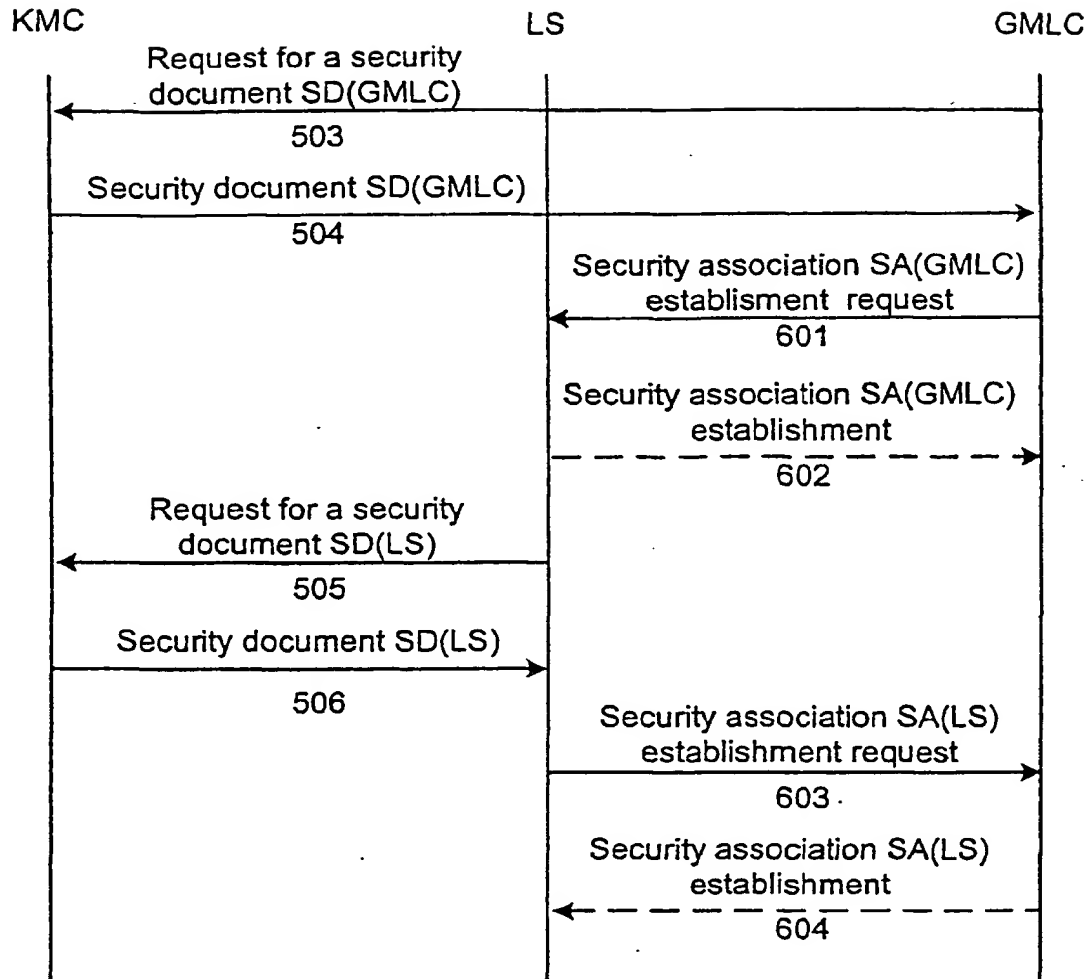 KMC
LS
GMLC
Request for a security
document SD(GMLC)
503
Security document SD(GMLC)
504
Security association SA(GMLC)
establisment request
601
Security association SA(GMLC)
establishment
602
Request for a security
document SD(LS)
505
Security document SD(LS)
506
Security association SA(LS)
establishment request
603
Security association SA(LS)
establishment
604